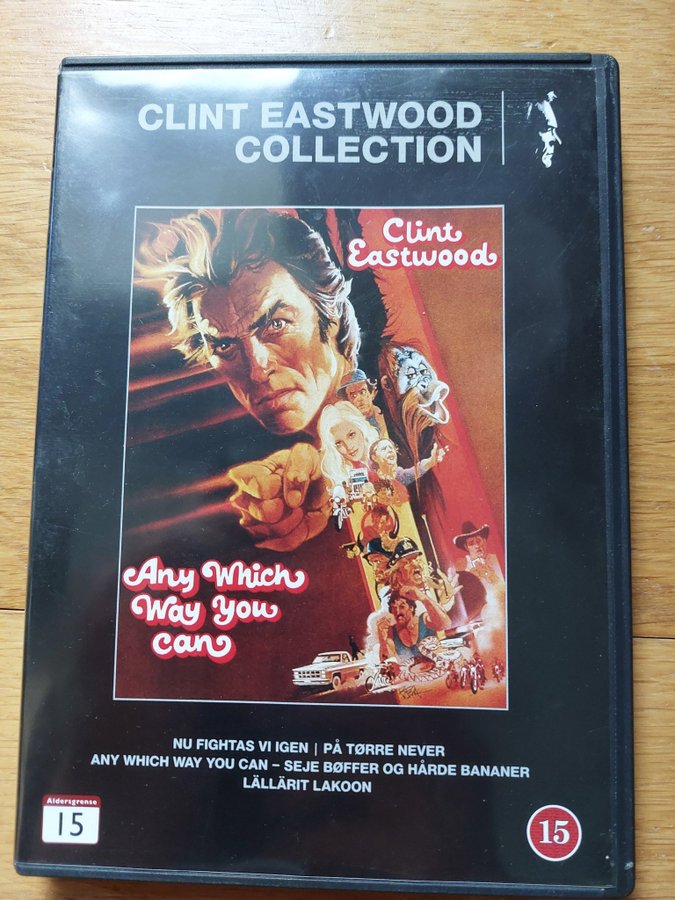 CLINT EASTWOOD
COLLECTION
Clint
Eastwood
Any Which
Way You
can
NU FIGHTAS VI IGEN | PÅ TØRRE NEVER
ANY WHICH WAY YOU CAN – SEJE BØFFER OG HÅRDE BANANER
LÄLLÄRIT LAKOON
Aldersgrense
15
15